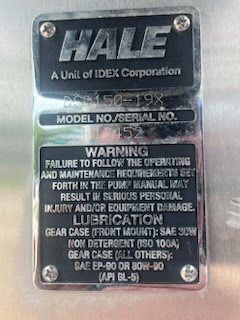 HALE
A Unit of IDEX Corporation
MODEL NO./SERIAL NO.
WARNING
FAILURE TO FOLLOW THE OPERATING
AND MAINTENANCE REQUIREMENTS SET
FORTH IN THE PUMP MANUAL MAY
RESULT IN SERIOUS PERSONAL
INJURY AND/OR EQUIPMENT DAMAGE.
LUBRICATION
GEAR CASE (FRONT MOUNT): SAE 30W
NON DETERGENT (ISO 100A)
GEAR CASE (ALL OTHERS):
SAE EP-90 OR 80W-90
(API GL-5)